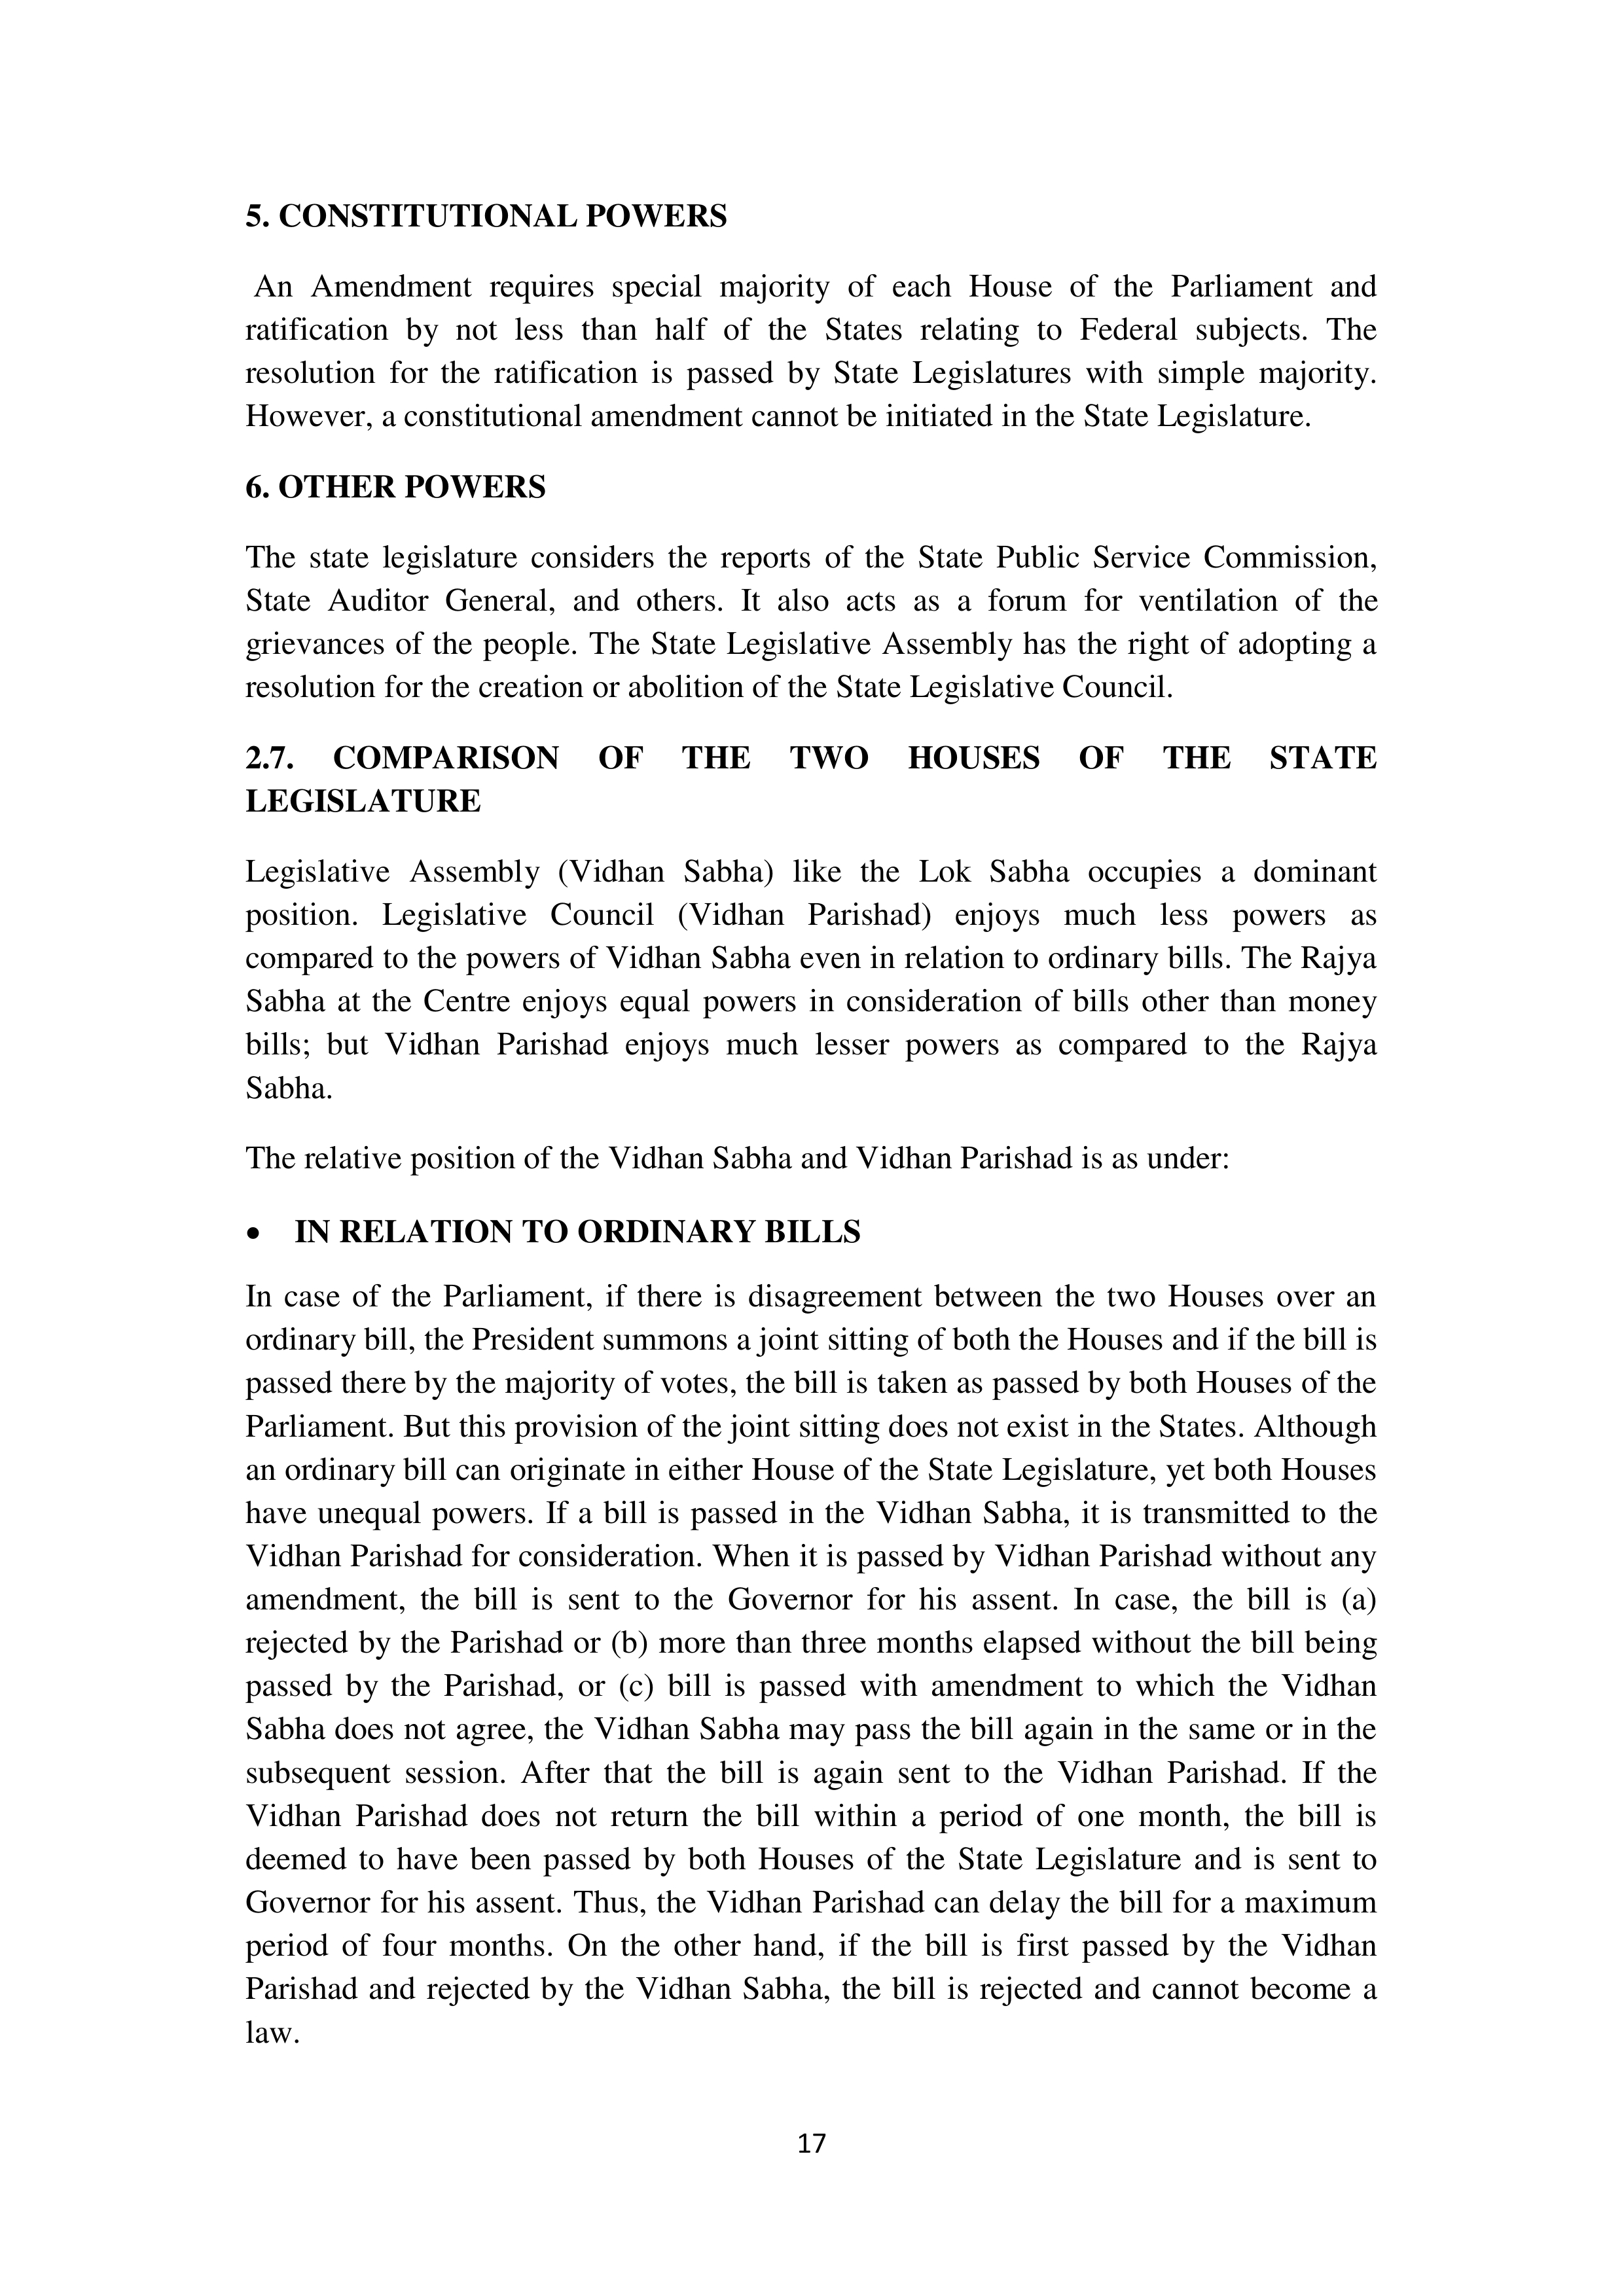 5. CONSTITUTIONAL POWERS
An Amendment requires special majority of each House of the Parliament and
ratification by not less than half of the States relating to Federal subjects. The
resolution for the ratification is passed by State Legislatures with simple majority.
However, a constitutional amendment cannot be initiated in the State Legislature.
6. OTHER POWERS
The state legislature considers the reports of the State Public Service Commission,
State Auditor General, and others. It also acts as a forum for ventilation of the
grievances of the people. The State Legislative Assembly has the right of adopting a
resolution for the creation or abolition of the State Legislative Council.
2.7. COMPARISON OF THE TWO HOUSES OF THE STATE
LEGISLATURE
Legislative Assembly (Vidhan Sabha) like the Lok Sabha occupies a dominant
position. Legislative Council (Vidhan Parishad) enjoys much less powers as
compared to the powers of Vidhan Sabha even in relation to ordinary bills. The Rajya
Sabha at the Centre enjoys equal powers in consideration of bills other than money
bills; but Vidhan Parishad enjoys much lesser powers as compared to the Rajya
Sabha.
The relative position of the Vidhan Sabha and Vidhan Parishad is as under:
• IN RELATION TO ORDINARY BILLS
In case of the Parliament, if there is disagreement between the two Houses over an
ordinary bill, the President summons a joint sitting of both the Houses and if the bill is
passed there by the majority of votes, the bill is taken as passed by both Houses of the
Parliament. But this provision of the joint sitting does not exist in the States. Although
an ordinary bill can originate in either House of the State Legislature, yet both Houses
have unequal powers. If a bill is passed in the Vidhan Sabha, it is transmitted to the
Vidhan Parishad for consideration. When it is passed by Vidhan Parishad without any
amendment, the bill is sent to the Governor for his assent. In case, the bill is (a)
rejected by the Parishad or (b) more than three months elapsed without the bill being
passed by the Parishad, or (c) bill is passed with amendment to which the Vidhan
Sabha does not agree, the Vidhan Sabha may pass the bill again in the same or in the
subsequent session. After that the bill is again sent to the Vidhan Parishad. If the
Vidhan Parishad does not return the bill within a period of one month, the bill is
deemed to have been passed by both Houses of the State Legislature and is sent to
Governor for his assent. Thus, the Vidhan Parishad can delay the bill for a maximum
period of four months. On the other hand, if the bill is first passed by the Vidhan
Parishad and rejected by the Vidhan Sabha, the bill is rejected and cannot become a
law.
17